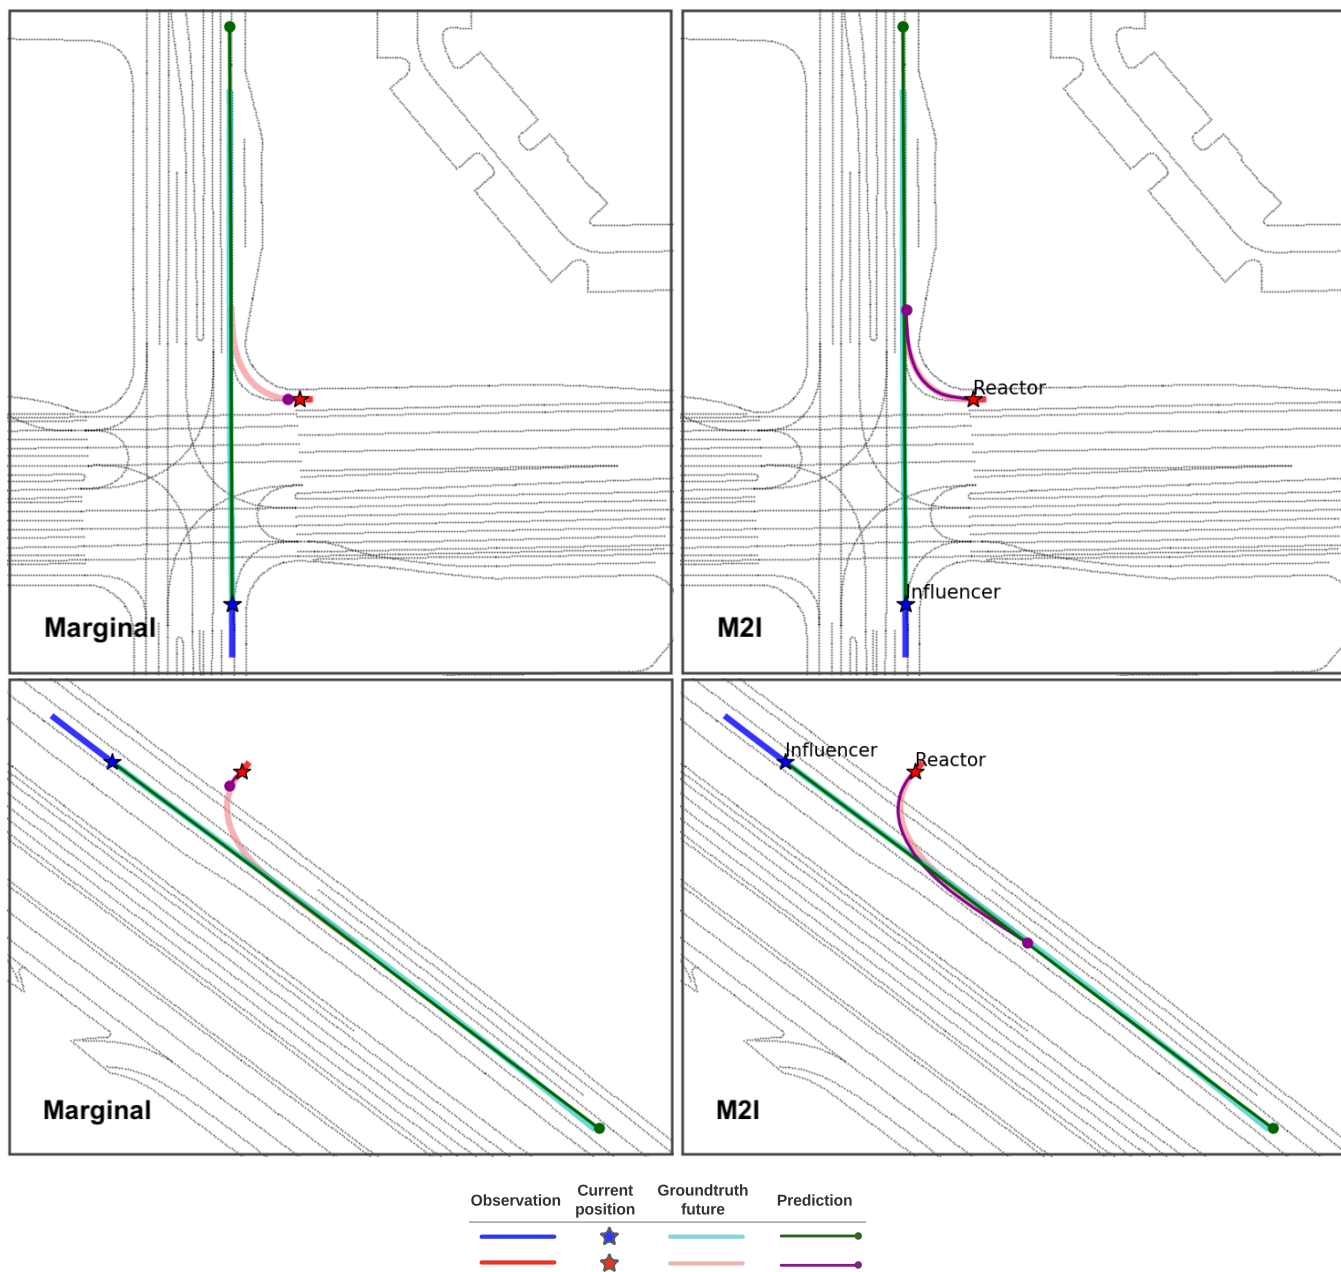 Reactor
Influencer
Marginal
M2I
Influencer
Reactor
Marginal
M2I
Observation
Current
position
Groundtruth
future
Prediction